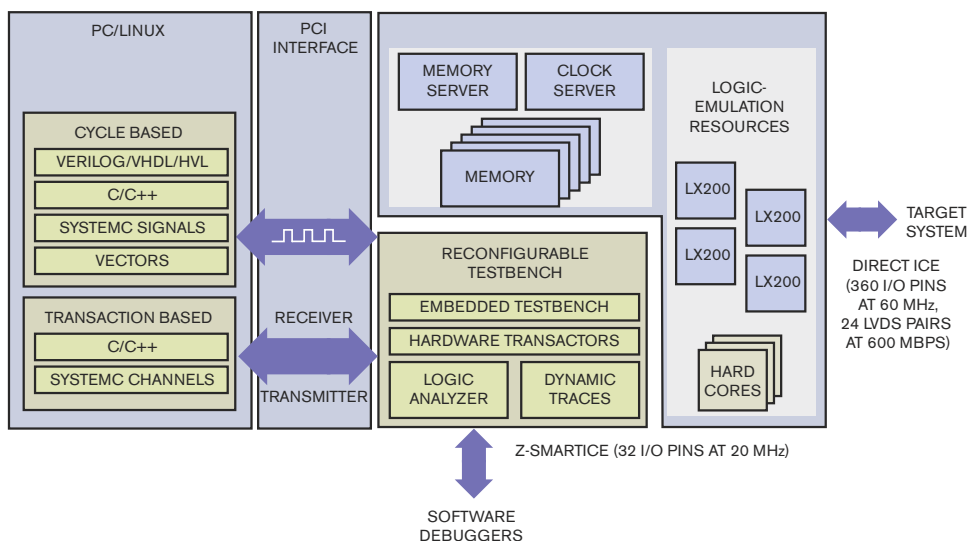 PC/LINUX
CYCLE BASED
VERILOG/VHDL/HVL
C/C++
SYSTEMC SIGNALS
VECTORS
TRANSACTION BASED
C/C++
SYSTEMC CHANNELS
PCI
INTERFACE
RECEIVER
TRANSMITTER
MEMORY
SERVER
CLOCK
SERVER
MEMORY
LOGIC-
EMULATION
RESOURCES
LX200
LX200
LX200
LX200
HARD
CORES
RECONFIGURABLE
TESTBENCH
EMBEDDED TESTBENCH
HARDWARE TRANSACTORS
LOGIC
ANALYZER
DYNAMIC
TRACES
TARGET
SYSTEM
DIRECT ICE
(360 I/O PINS
AT 60 MHz,
24 LVDS PAIRS
AT 600 MBPS)
Z-SMARTICE (32 I/O PINS AT 20 MHz)
SOFTWARE
DEBUGGERS